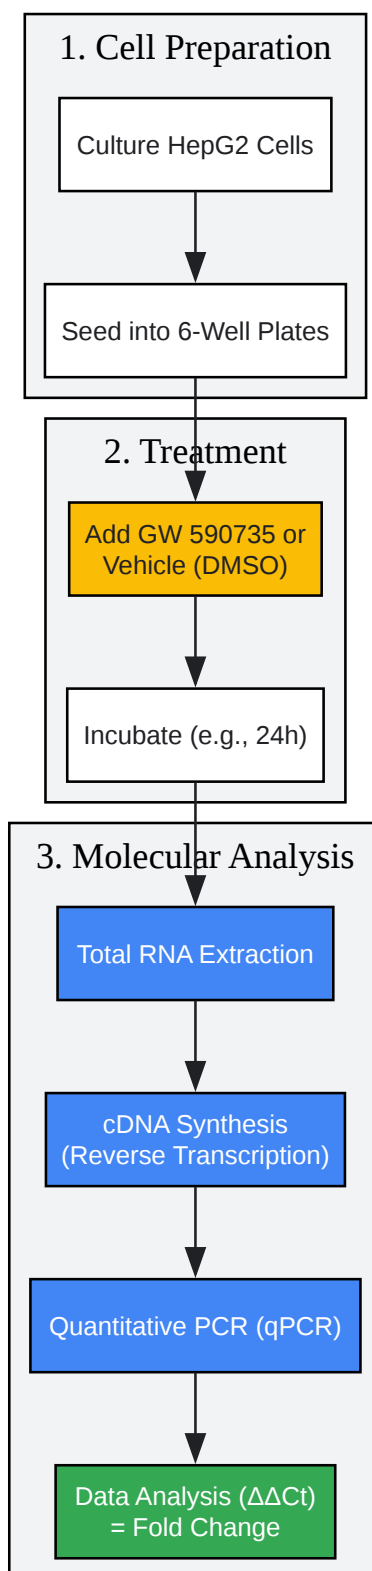 1. Cell Preparation
Culture HepG2 Cells
Seed into 6-Well Plates
2. Treatment
Add GW 590735 or
Vehicle (DMSO)
Incubate (e.g., 24h)
3. Molecular Analysis
Total RNA Extraction
cDNA Synthesis
(Reverse Transcription)
Quantitative PCR (qPCR)
Data Analysis (ΔΔCt)
= Fold Change